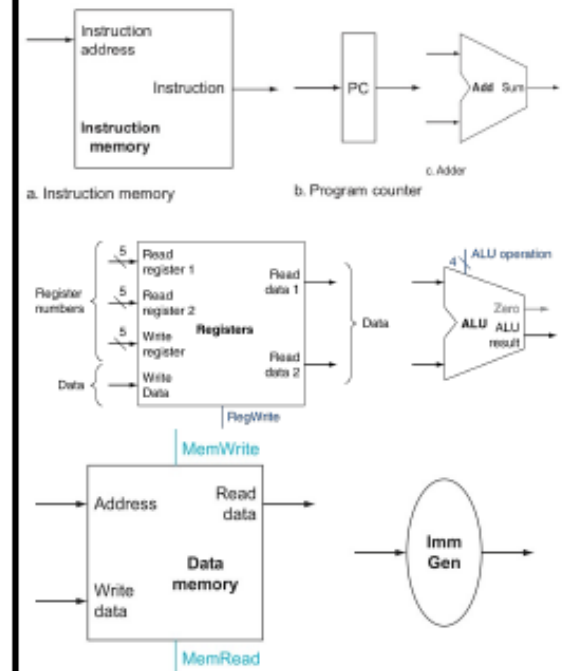 Instruction
address
Instruction
Instruction
memory
a. Instruction memory
PC
b. Program counter
Add Sum
c. Adder
Register
numbers
5
Read
register 1
5
Read
register 2
5
Write
register
Data
Write
Data
Registers
Read
data 1
Read
data 2
Data
RegWrite
4
ALU operation
Zero
ALU ALU
result
MemWrite
Address
Read
data
Data
memory
Write
data
MemRead
Imm
Gen